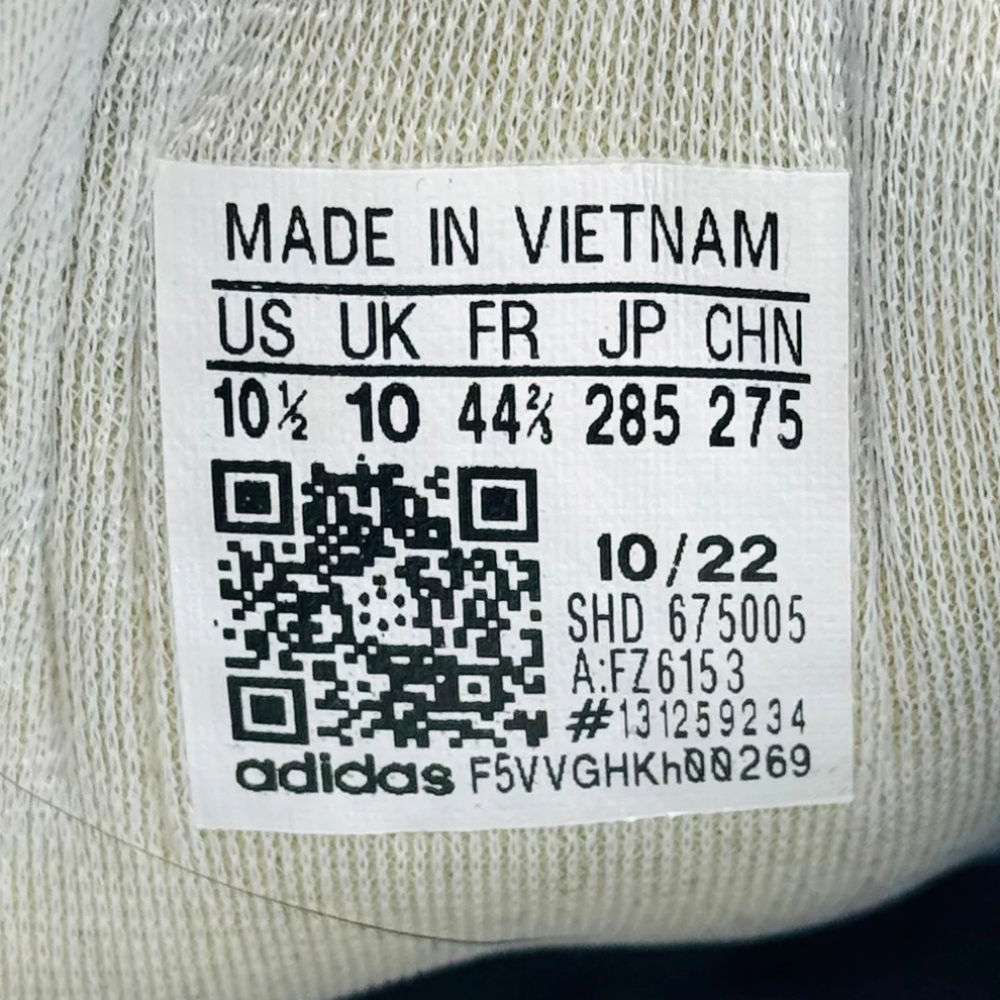 MADE IN VIETNAM
US UK FR JP CHN
10½ 10 44⅔ 285 275
10/22
SHD 675005
A:FZ6153
#131259234
adidas F5VVGHKh00269